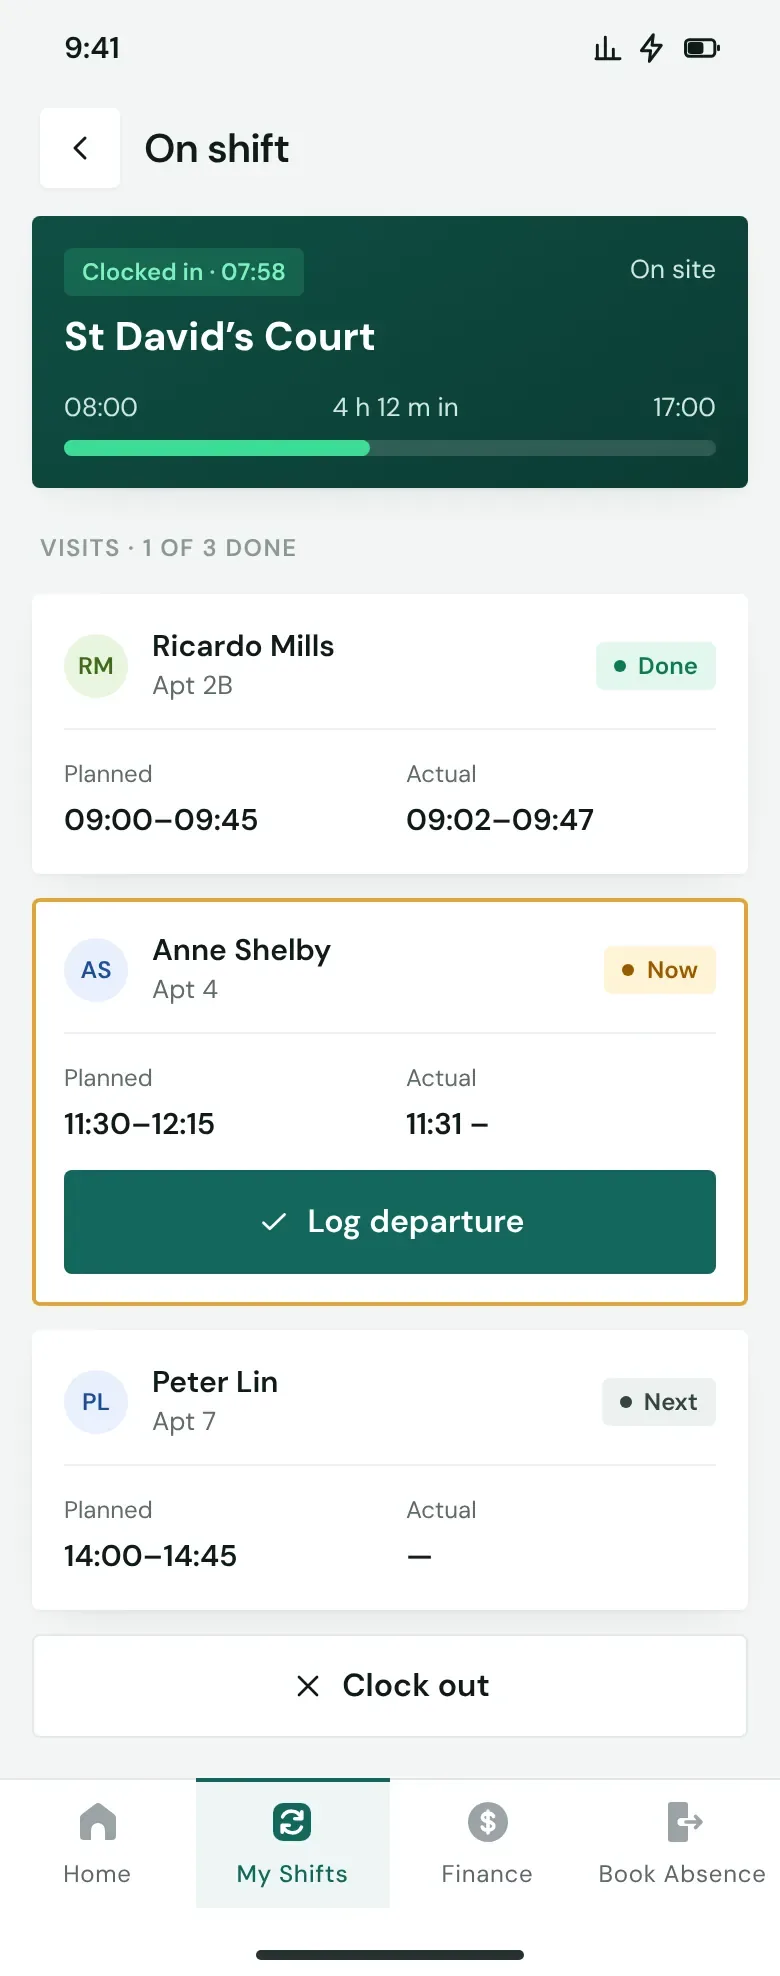 9:41
On shift
Clocked in · 07:58
On site
St David’s Court
08:00
4 h 12 m in
17:00
VISITS · 1 OF 3 DONE
RM
Ricardo Mills
Apt 2B
Done
Planned
Actual
09:00–09:45
09:02–09:47
AS
Anne Shelby
Apt 4
Now
Planned
Actual
11:30–12:15
11:31 –
Log departure
PL
Peter Lin
Apt 7
Next
Planned
Actual
14:00–14:45
—
Clock out
Home
My Shifts
Finance
Book Absence